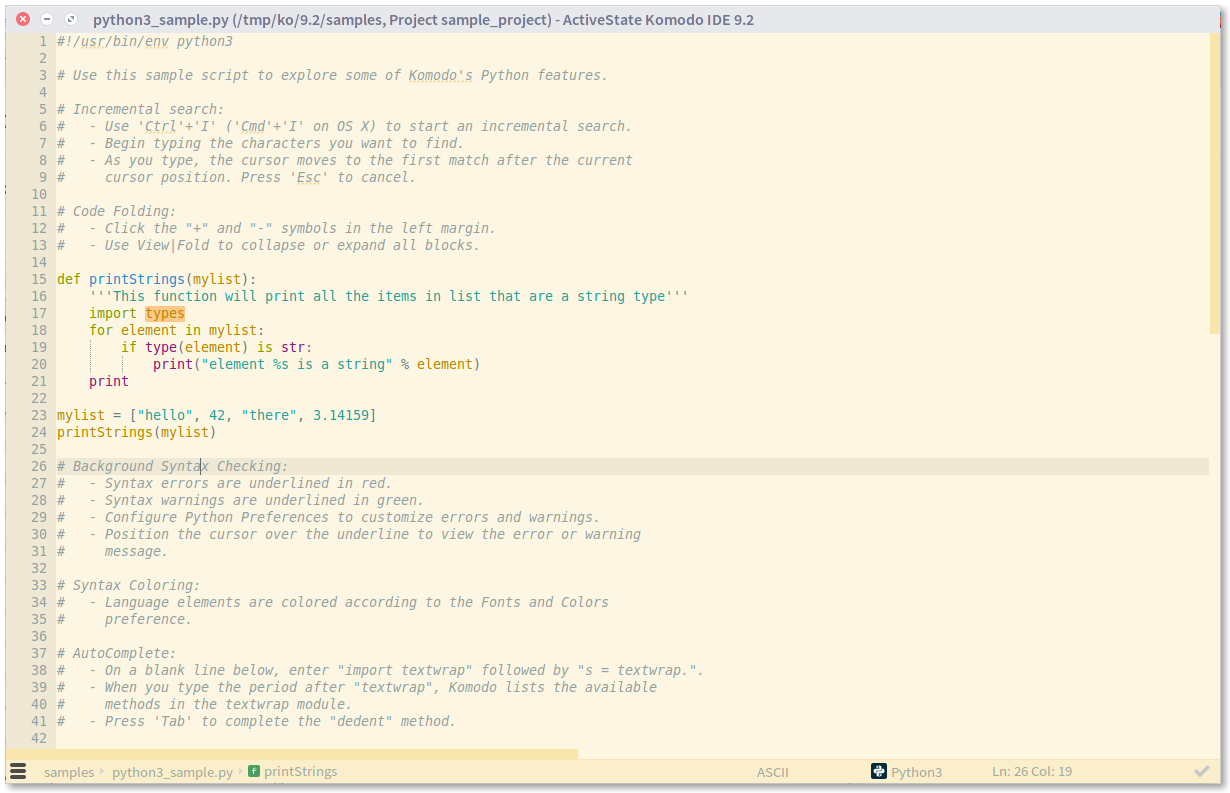 python3_sample.py (/tmp/ko/9.2/samples, Project sample_project) - ActiveState Komodo IDE 9.2
1 #!/usr/bin/env python3
2
3 # Use this sample script to explore some of Komodo's Python features.
4
5 # Incremental search:
6 #   - Use 'Ctrl'+'I' ('Cmd'+'I' on OS X) to start an incremental search.
7 #   - Begin typing the characters you want to find.
8 #   - As you type, the cursor moves to the first match after the current
9 #     cursor position. Press 'Esc' to cancel.
10
11 # Code Folding:
12 #   - Click the "+" and "-" symbols in the left margin.
13 #   - Use View|Fold to collapse or expand all blocks.
14
15 def printStrings(mylist):
16     '''This function will print all the items in list that are a string type'''
17     import types
18     for element in mylist:
19         if type(element) is str:
20             print("element %s is a string" % element)
21     print
22
23 mylist = ["hello", 42, "there", 3.14159]
24 printStrings(mylist)
25
26 # Background Syntax Checking:
27 #   - Syntax errors are underlined in red.
28 #   - Syntax warnings are underlined in green.
29 #   - Configure Python Preferences to customize errors and warnings.
30 #   - Position the cursor over the underline to view the error or warning
31 #     message.
32
33 # Syntax Coloring:
34 #   - Language elements are colored according to the Fonts and Colors
35 #     preference.
36
37 # AutoComplete:
38 #   - On a blank line below, enter "import textwrap" followed by "s = textwrap.".
39 #   - When you type the period after "textwrap", Komodo lists the available
40 #     methods in the textwrap module.
41 #   - Press 'Tab' to complete the "dedent" method.
42
samples python3_sample.py f printStrings ASCII Python3 Ln: 26 Col: 19